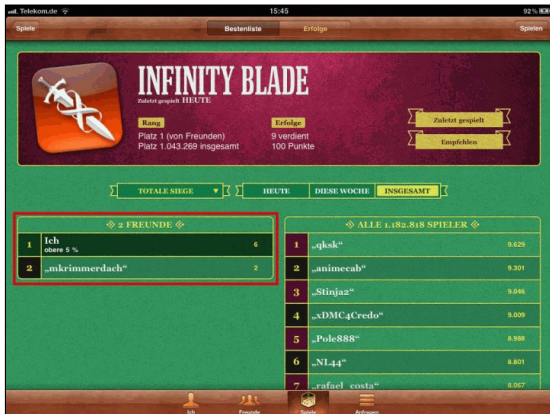 Telekom.de 15:45 92 %
Spiele Bestenliste Erfolge Spielen
INFINITY BLADE
Zuletzt gespielt HEUTE
Rang Erfolge
Platz 1 (von Freunden) 9 verdient
Platz 1.043.269 insgesamt 100 Punkte
Zuletzt gespielt
Empfehlen
TOTALE SIEGE HEUTE DIESE WOCHE INSGESAMT
2 FREUNDE
1 Ich 6
obere 5 %
2 „mkrimmerdach“ 2
ALLE 1.182.818 SPIELER
1 „qksk“ 9.629
2 „animecab“ 9.301
3 „Stinja2“ 9.046
4 „xDMC4Credo“ 9.009
5 „Pole888“ 8.988
6 „NL44“ 8.801
7 „rafael_costa“ 8.067
Ich Freunde Spiele Anfragen